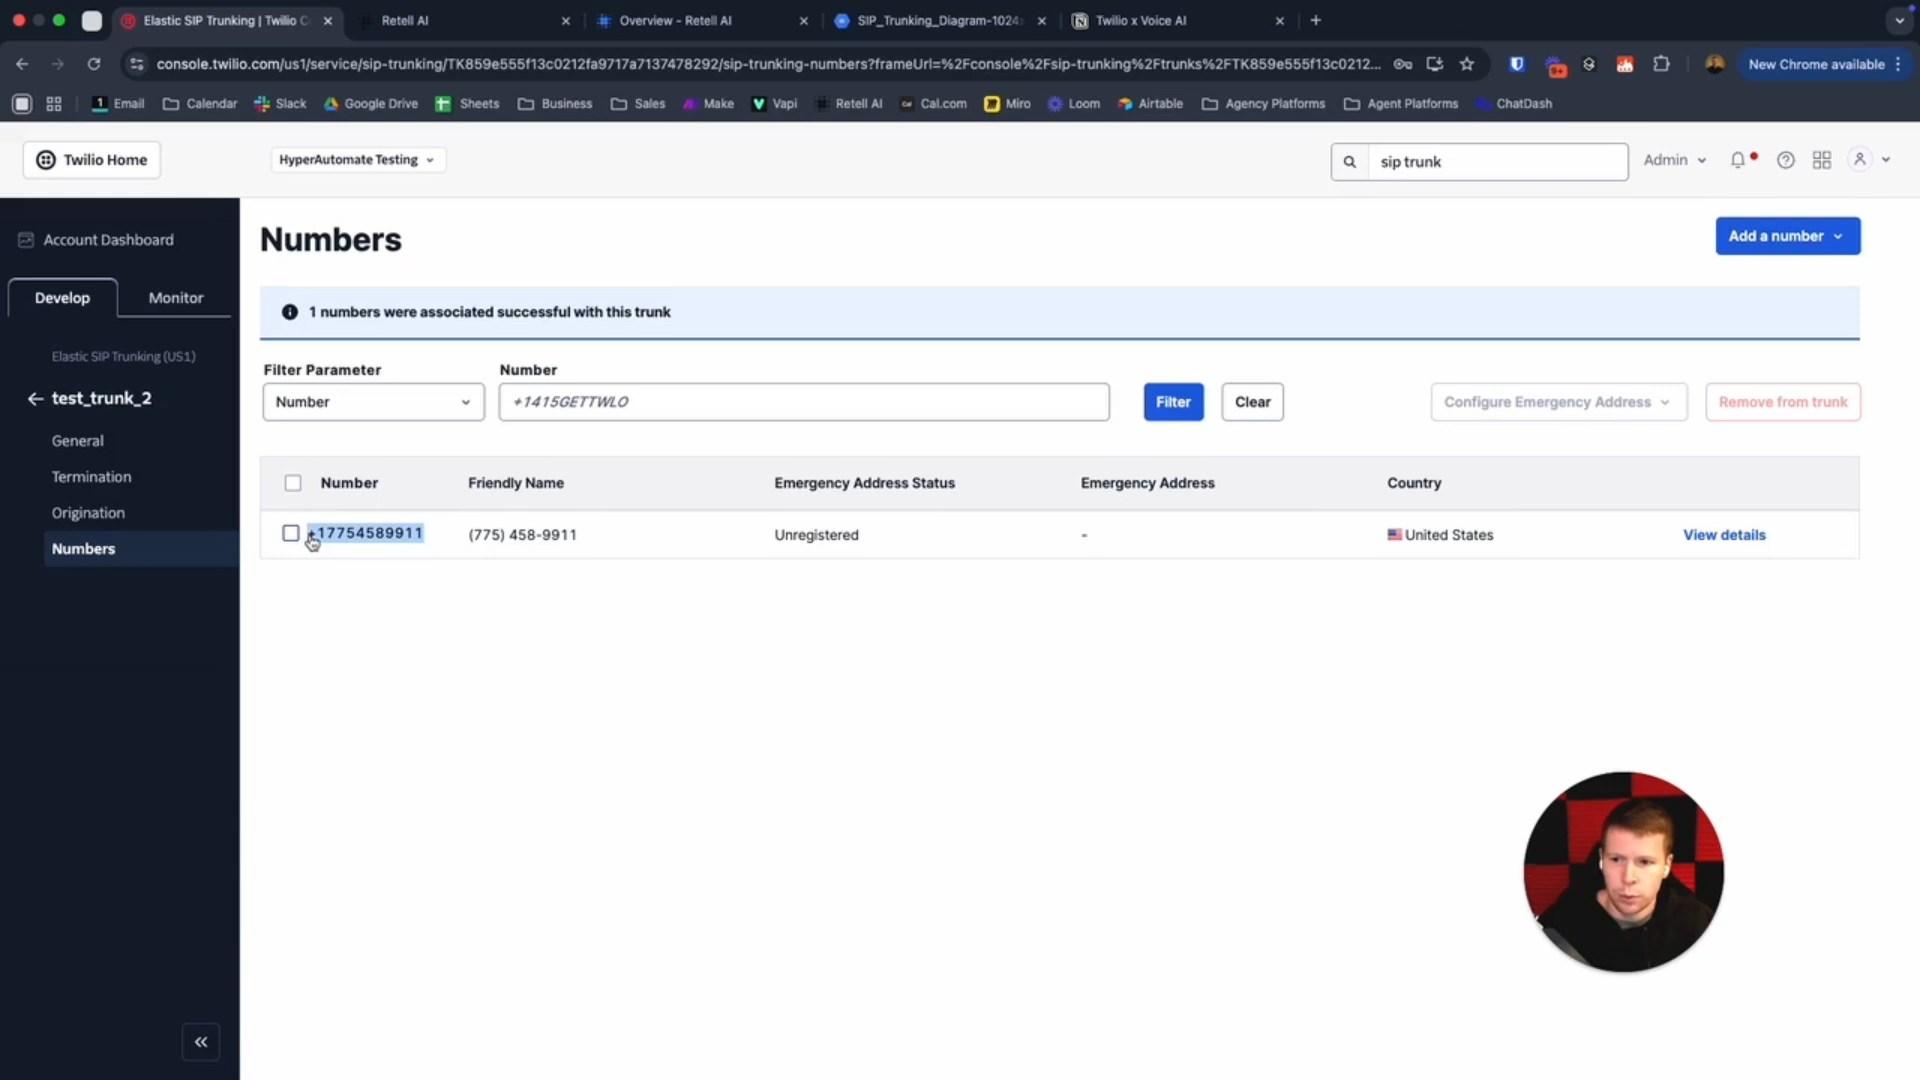 Elastic SIP Trunking | Twilio C
Retell AI
Overview - Retell AI
SIP_Trunking_Diagram-1024x
Twilio x Voice AI
console.twilio.com/us1/service/sip-trunking/TK859e555f13c0212fa9717a7137478292/sip-trunking-numbers?frameUrl=%2Fconsole%2Fsip-trunking%2Ftrunks%2FTK859e555f13c0212...
9+
New Chrome available
Email
Calendar
Slack
Google Drive
Sheets
Business
Sales
Make
Vapi
Retell AI
Cal.com
Miro
Loom
Airtable
Agency Platforms
Agent Platforms
ChatDash
Twilio Home
HyperAutomate Testing
sip trunk
Admin
Account Dashboard
Develop
Monitor
Elastic SIP Trunking (US1)
test_trunk_2
General
Termination
Origination
Numbers
Numbers
Add a number
1 numbers were associated successful with this trunk
Filter Parameter
Number
Number
+1415GETTWLO
Filter
Clear
Configure Emergency Address
Remove from trunk
Number
Friendly Name
Emergency Address Status
Emergency Address
Country
+17754589911
(775) 458-9911
Unregistered
-
United States
View details